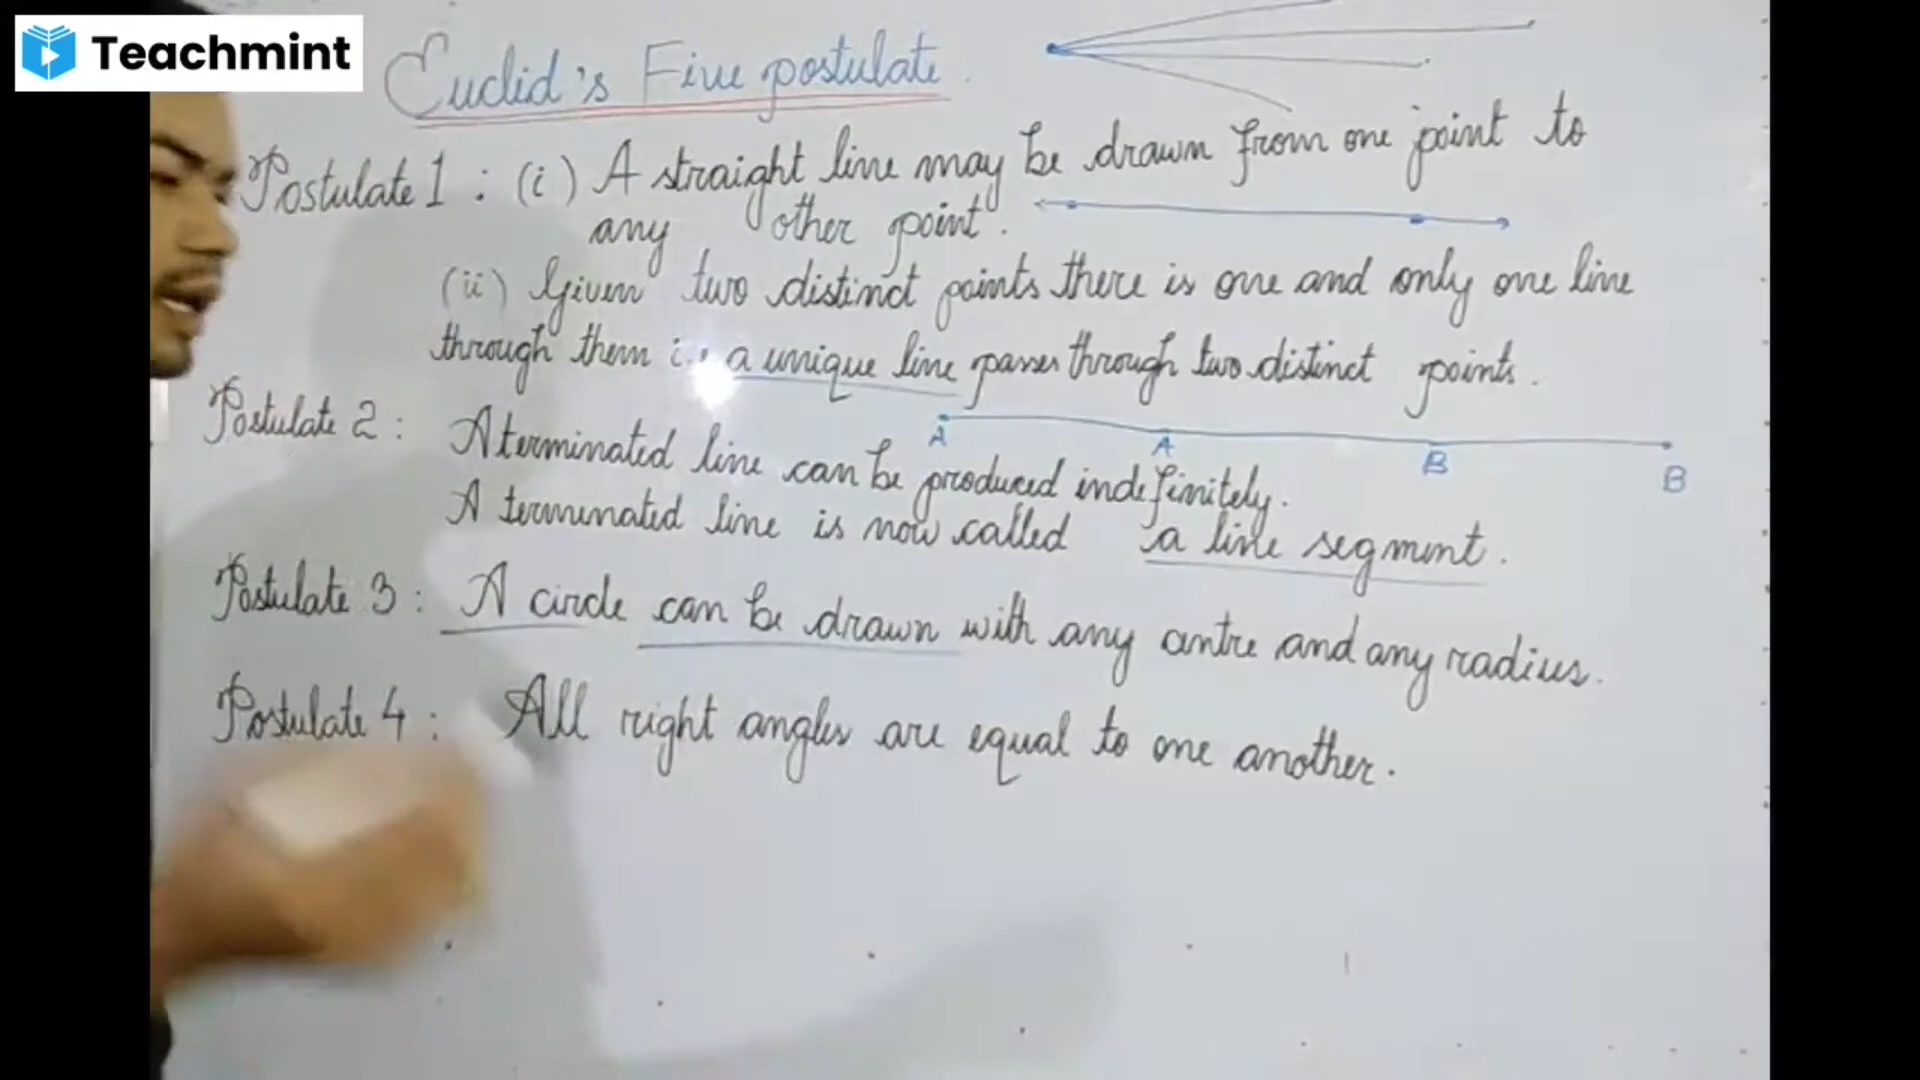 Teachmint
Euclid's Five postulate.
Postulate 1 : (i) A straight line may be drawn from one point to
any other point.
(ii) Given two distinct points there is one and only one line
through them i.e a unique line passes through two distinct points.
A A B B
Postulate 2 : A terminated line can be produced indefinitely.
A terminated line is now called a line segment.
Postulate 3 : A circle can be drawn with any centre and any radius.
Postulate 4 : All right angles are equal to one another.